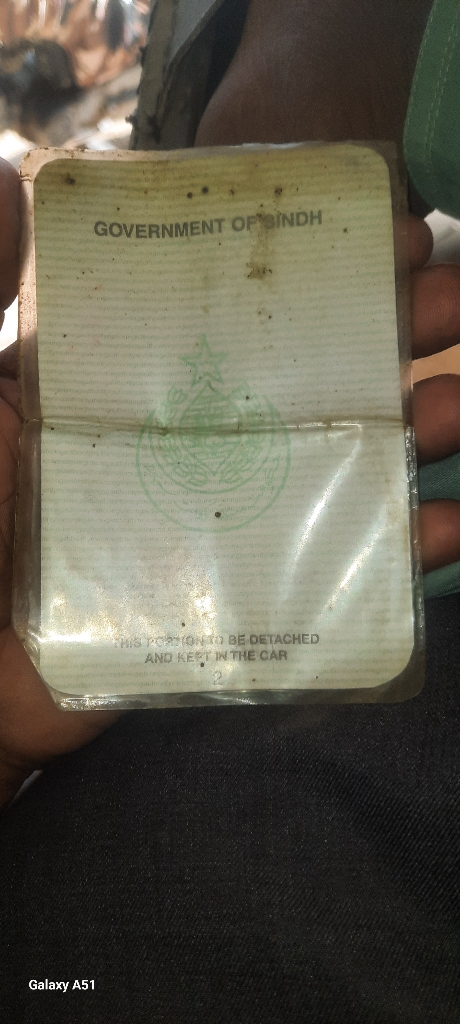 GOVERNMENT OF SINDH
THIS PORTION TO BE DETACHED
AND KEPT IN THE CAR
2
Galaxy A51